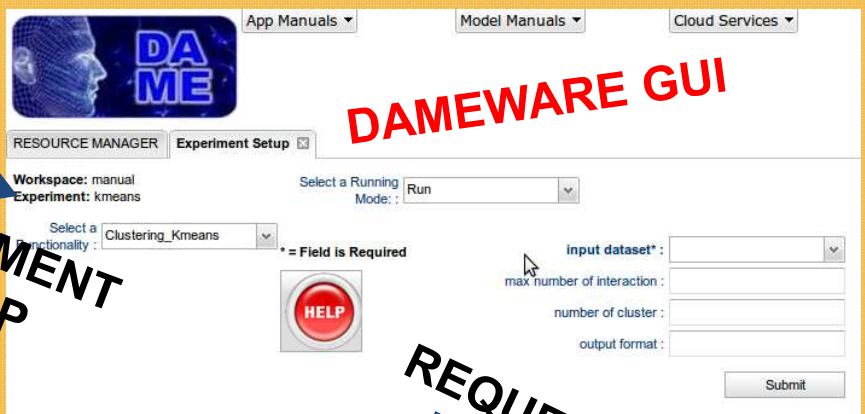 App Manuals
Model Manuals
Cloud Services
DA
ME
DAMEWARE GUI
RESOURCE MANAGER
Experiment Setup
Workspace: manual
Experiment: kmeans
Select a Running
Mode: :
Run
Select a
Functionality :
Clustering_Kmeans
* = Field is Required
HELP
input dataset* :
max number of interaction :
number of cluster :
output format :
Submit